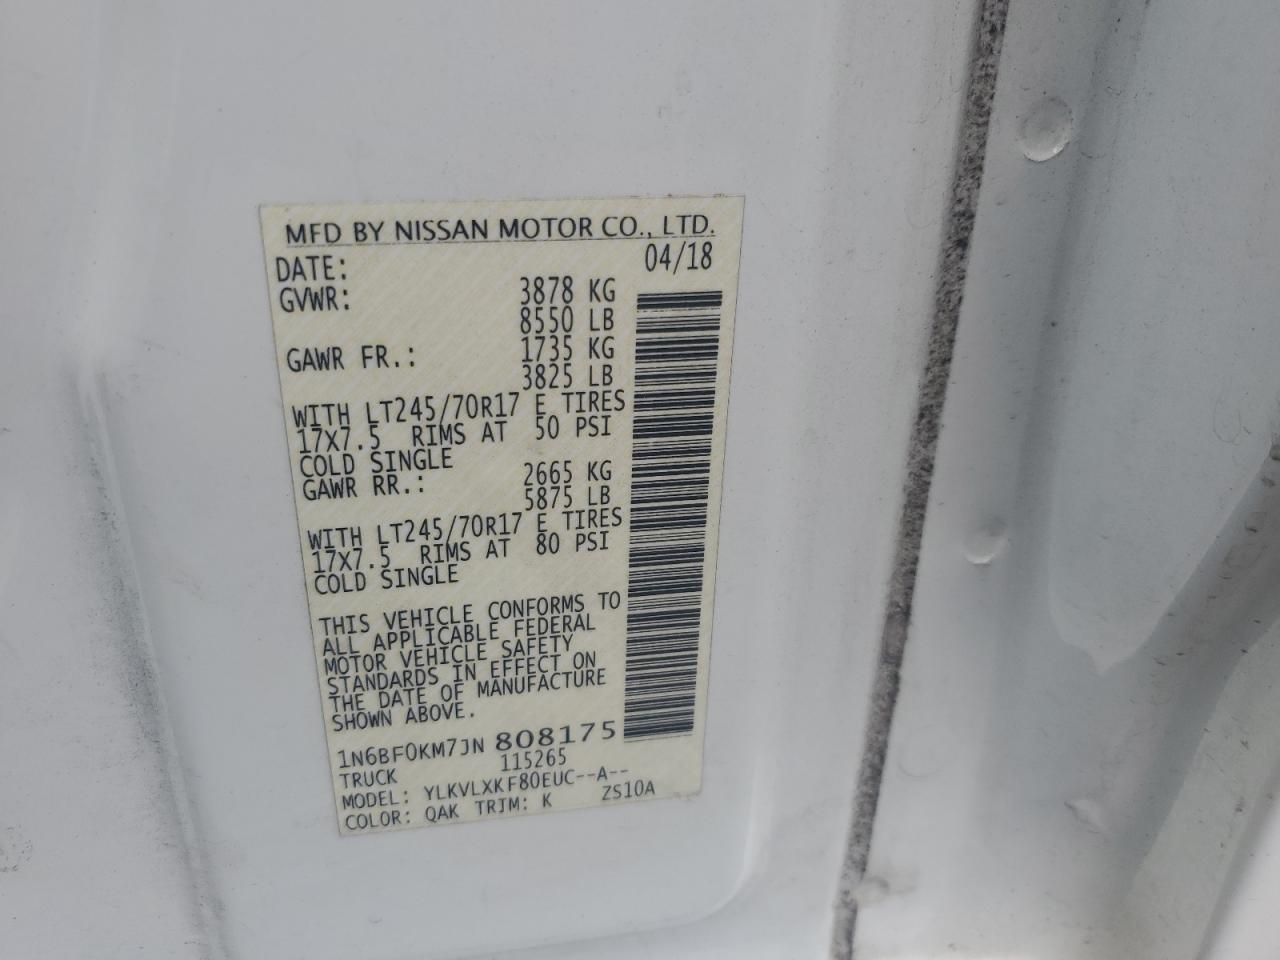 MFD BY NISSAN MOTOR CO., LTD.
DATE: 04/18
GVWR: 3878 KG
8550 LB
GAWR FR.: 1735 KG
3825 LB
WITH LT245/70R17 E TIRES
17X7.5 RIMS AT 50 PSI
COLD SINGLE
GAWR RR.: 2665 KG
5875 LB
WITH LT245/70R17 E TIRES
17X7.5 RIMS AT 80 PSI
COLD SINGLE
THIS VEHICLE CONFORMS TO
ALL APPLICABLE FEDERAL
MOTOR VEHICLE SAFETY
STANDARDS IN EFFECT ON
THE DATE OF MANUFACTURE
SHOWN ABOVE.
1N6BF0KM7JN 808175
TRUCK 115265
MODEL: YLKVLXKF80EUC--A--
COLOR: QAK TRIM: K ZS10A